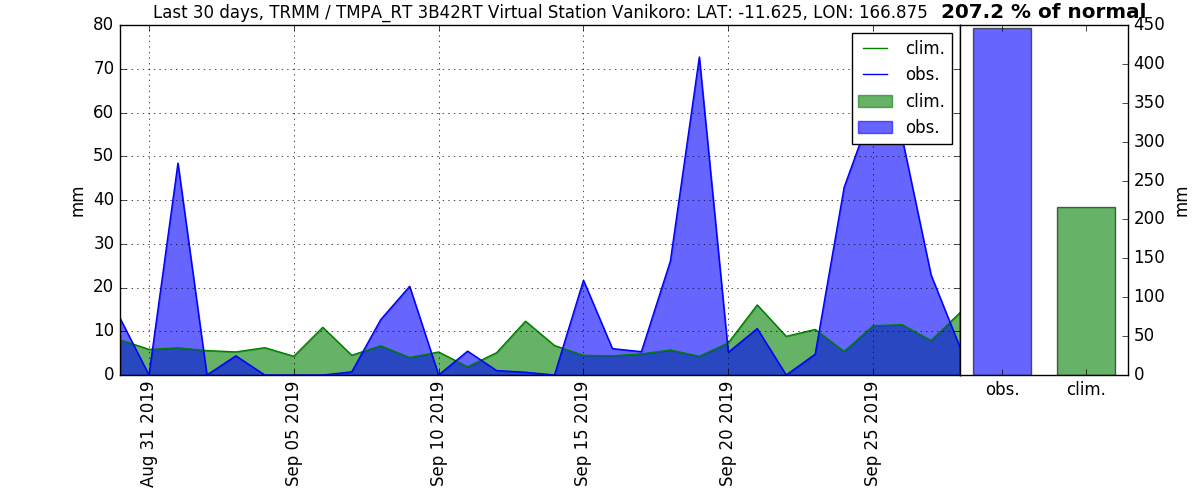 Last 30 days, TRMM / TMPA_RT 3B42RT Virtual Station Vanikoro: LAT: -11.625, LON: 166.875 207.2 % of normal
80
70
60
50
40
30
20
10
0
mm
clim.
obs.
clim.
obs.
Aug 31 2019
Sep 05 2019
Sep 10 2019
Sep 15 2019
Sep 20 2019
Sep 25 2019
450
400
350
300
250
200
150
100
50
0
mm
obs.
clim.